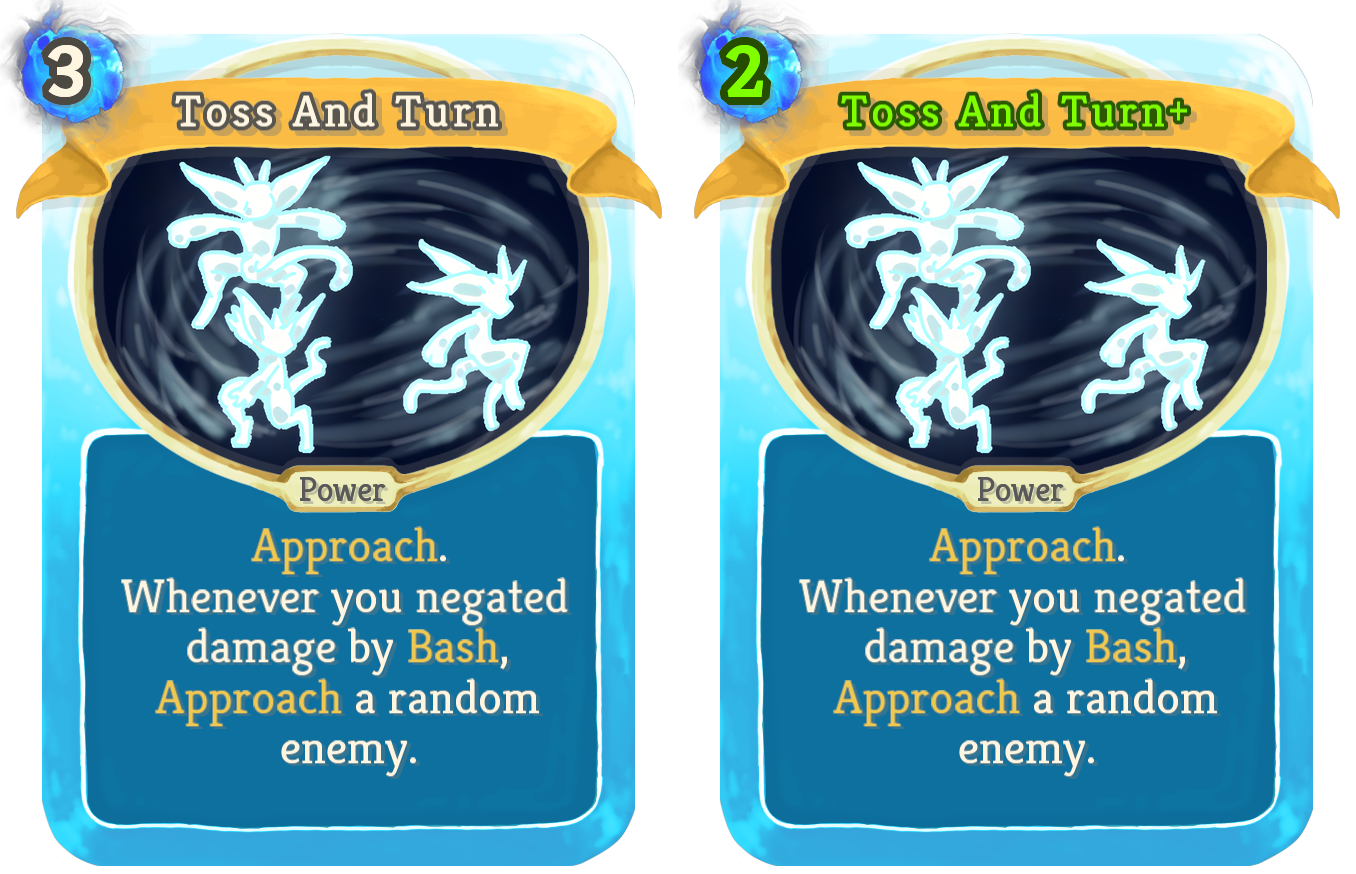 3
Toss And Turn
Power
Approach.
Whenever you negated
damage by Bash,
Approach a random
enemy.
2
Toss And Turn+
Power
Approach.
Whenever you negated
damage by Bash,
Approach a random
enemy.